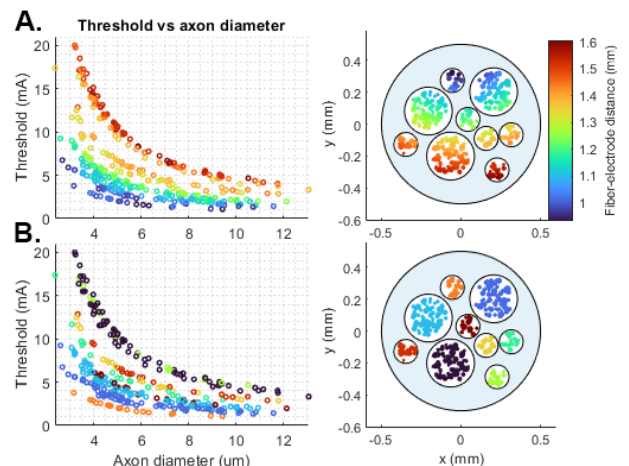 A.
Threshold vs axon diameter
Threshold (mA)
20
15
10
5
0
4 6 8 10 12
y (mm)
0.4
0.2
0
-0.2
-0.4
-0.6
-0.5 0 0.5
1.6
1.5
1.4
1.3
1.2
1.1
1
Fiber-electrode distance (mm)
B.
Threshold (mA)
20
15
10
5
0
4 6 8 10 12
Axon diameter (um)
y (mm)
0.4
0.2
0
-0.2
-0.4
-0.6
-0.5 0 0.5
x (mm)